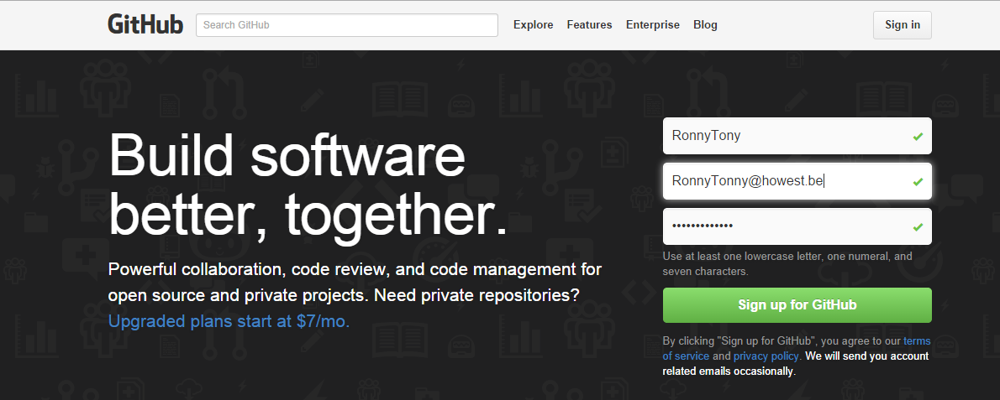 GitHub
Search GitHub
Explore
Features
Enterprise
Blog
Sign in
Build software
better, together.
Powerful collaboration, code review, and code management for
open source and private projects. Need private repositories?
Upgraded plans start at $7/mo.
RonnyTony
RonnyTonny@howest.be
•••••••••••••
Use at least one lowercase letter, one numeral, and
seven characters.
Sign up for GitHub
By clicking "Sign up for GitHub", you agree to our terms
of service and privacy policy. We will send you account
related emails occasionally.